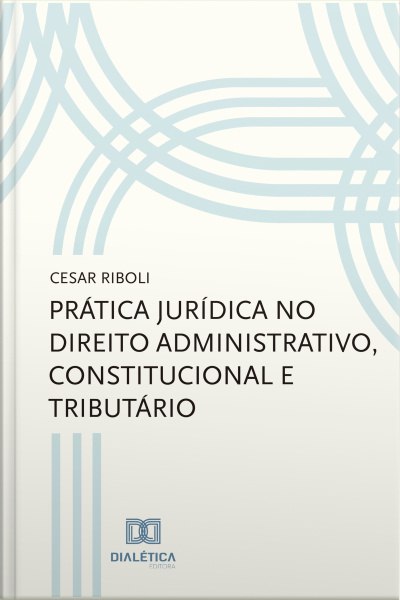 CESAR RIBOLI
PRÁTICA JURÍDICA NO
DIREITO ADMINISTRATIVO,
CONSTITUCIONAL E
TRIBUTÁRIO
DIALÉTICA
EDITORA